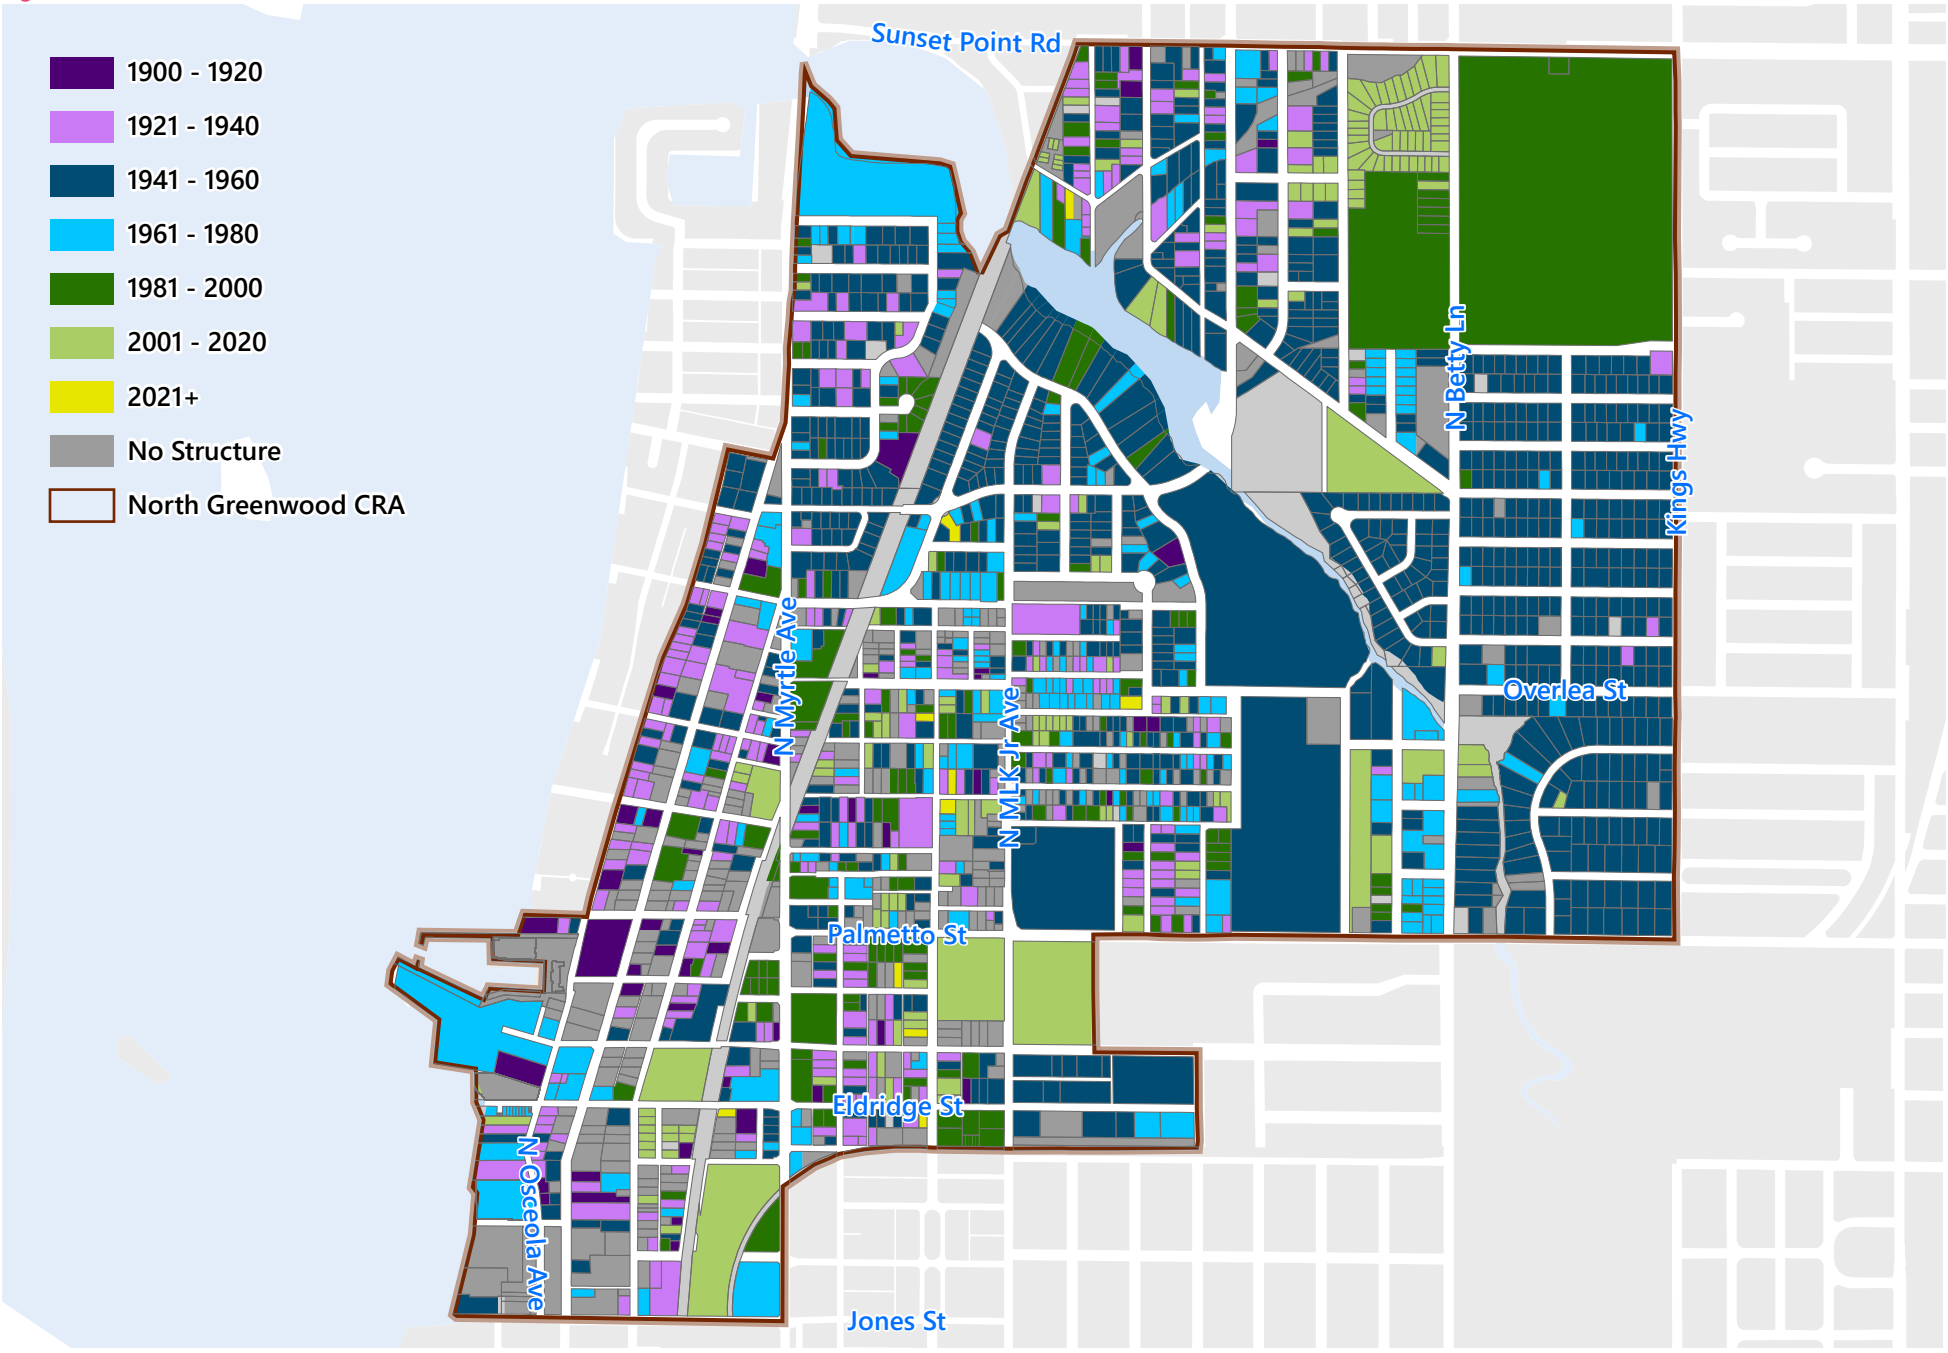 Sunset Point Rd
1900 - 1920
1921 - 1940
1941 - 1960
1961 - 1980
1981 - 2000
2001 - 2020
2021+
No Structure
North Greenwood CRA
N Betty Ln
Kings Hwy
N Myrtle Ave
N MLK Jr Ave
Overlea St
Palmetto St
Eldridge St
N Osceola Ave
Jones St